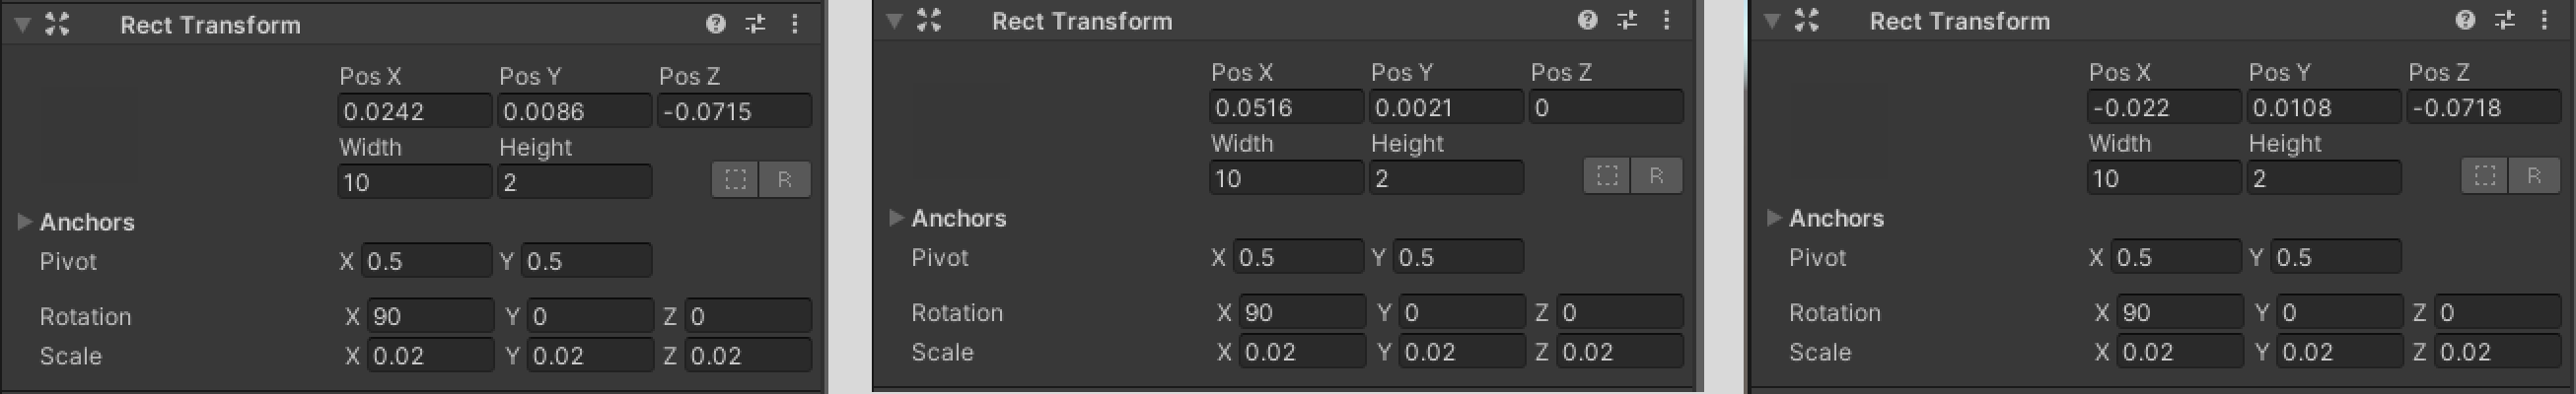 Rect Transform
Pos X Pos Y Pos Z
0.0242 0.0086 -0.0715
Width Height
10 2 R
Anchors
Pivot X 0.5 Y 0.5
Rotation X 90 Y 0 Z 0
Scale X 0.02 Y 0.02 Z 0.02
Rect Transform
Pos X Pos Y Pos Z
0.0516 0.0021 0
Width Height
10 2 R
Anchors
Pivot X 0.5 Y 0.5
Rotation X 90 Y 0 Z 0
Scale X 0.02 Y 0.02 Z 0.02
Rect Transform
Pos X Pos Y Pos Z
-0.022 0.0108 -0.0718
Width Height
10 2 R
Anchors
Pivot X 0.5 Y 0.5
Rotation X 90 Y 0 Z 0
Scale X 0.02 Y 0.02 Z 0.02